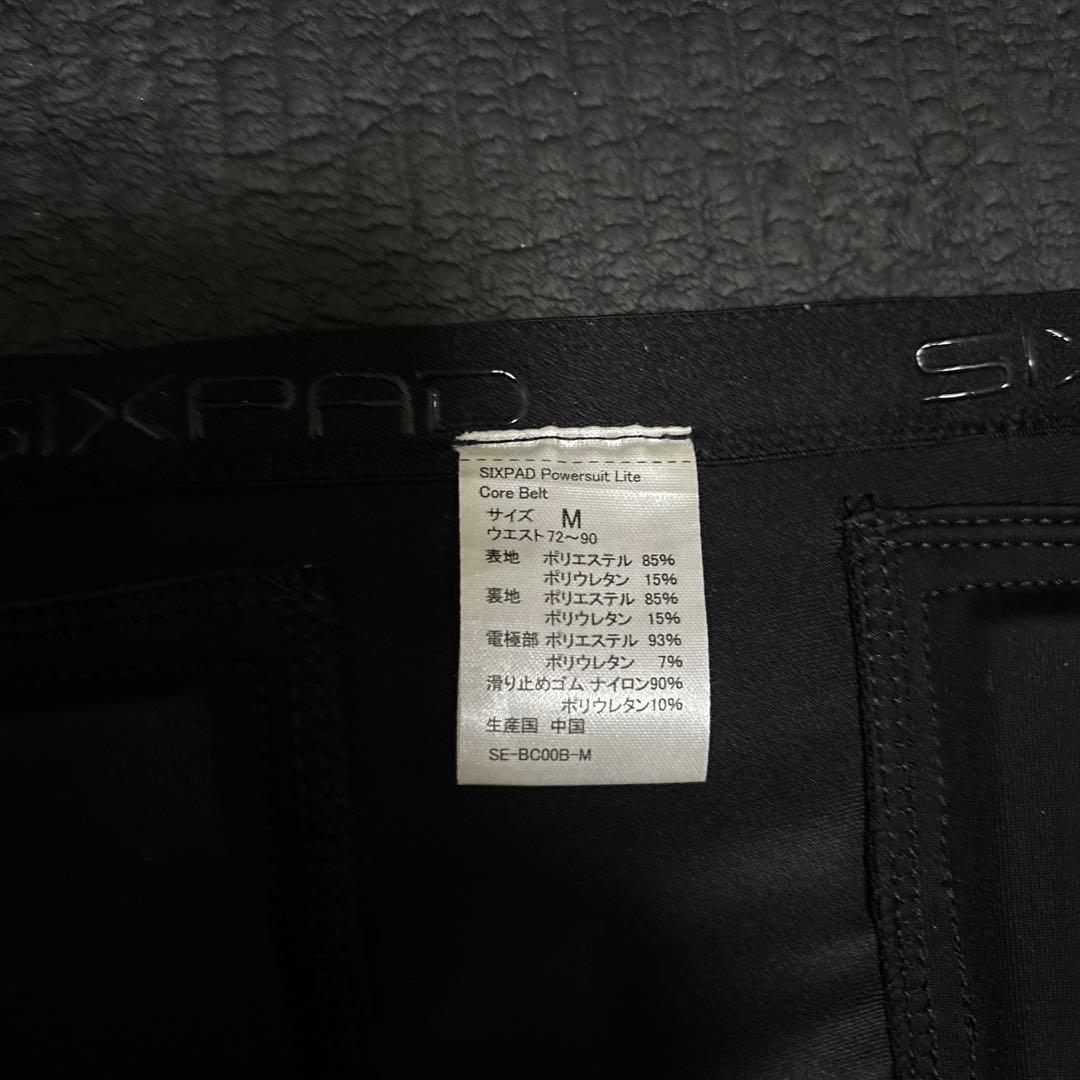 SIXPAD
SIX
SIXPAD Powersuit Lite
Core Belt
サイズ M
ウエスト72～90
表地 ポリエステル 85%
ポリウレタン 15%
裏地 ポリエステル 85%
ポリウレタン 15%
電極部 ポリエステル 93%
ポリウレタン 7%
滑り止めゴム ナイロン90%
ポリウレタン10%
生産国 中国
SE-BC00B-M